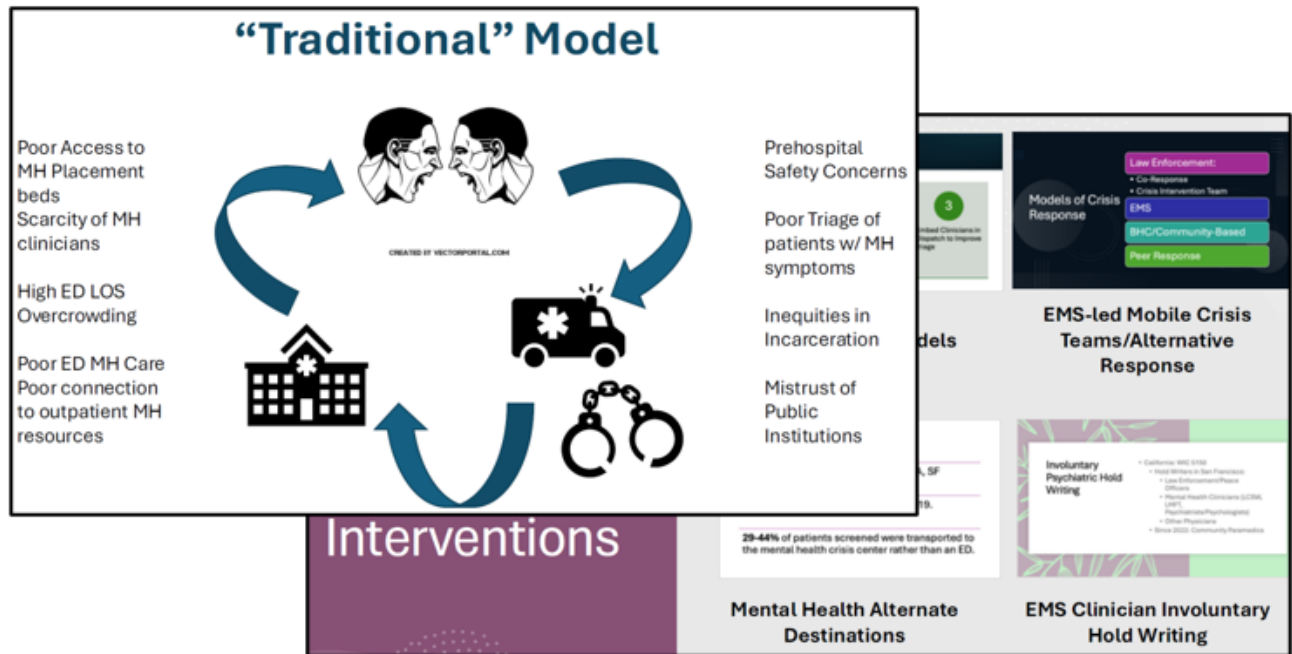 “Traditional” Model
Poor Access to
MH Placement
beds
Scarcity of MH
clinicians
High ED LOS
Overcrowding
Poor ED MH Care
Poor connection
to outpatient MH
resources
CREATED BY VECTORPORTAL.COM
Prehospital
Safety Concerns
Poor Triage of
patients w/ MH
symptoms
Inequities in
Incarceration
Mistrust of
Public
Institutions
3
Clinicians in
Models of Crisis
Response
Law Enforcement:
• Co-Response
• Crisis Intervention Team
EMS
BHC/Community-Based
Peer Response
EMS-led Mobile Crisis
Teams/Alternative
Response
Interventions
SF
19.
29-44% of patients screened were transported to
the mental health crisis center rather than an ED.
Mental Health Alternate
Destinations
Involuntary
Psychiatric Hold
Writing
• California: WIC 5150
• Hold Writers in San Francisco:
• Law Enforcement/Peace
Officers
• Mental Health Clinicians (LCSW,
LMFT,
Psychiatrists/Psychologists)
• Other Physicians
• Since 2022: Community Paramedics
EMS Clinician Involuntary
Hold Writing